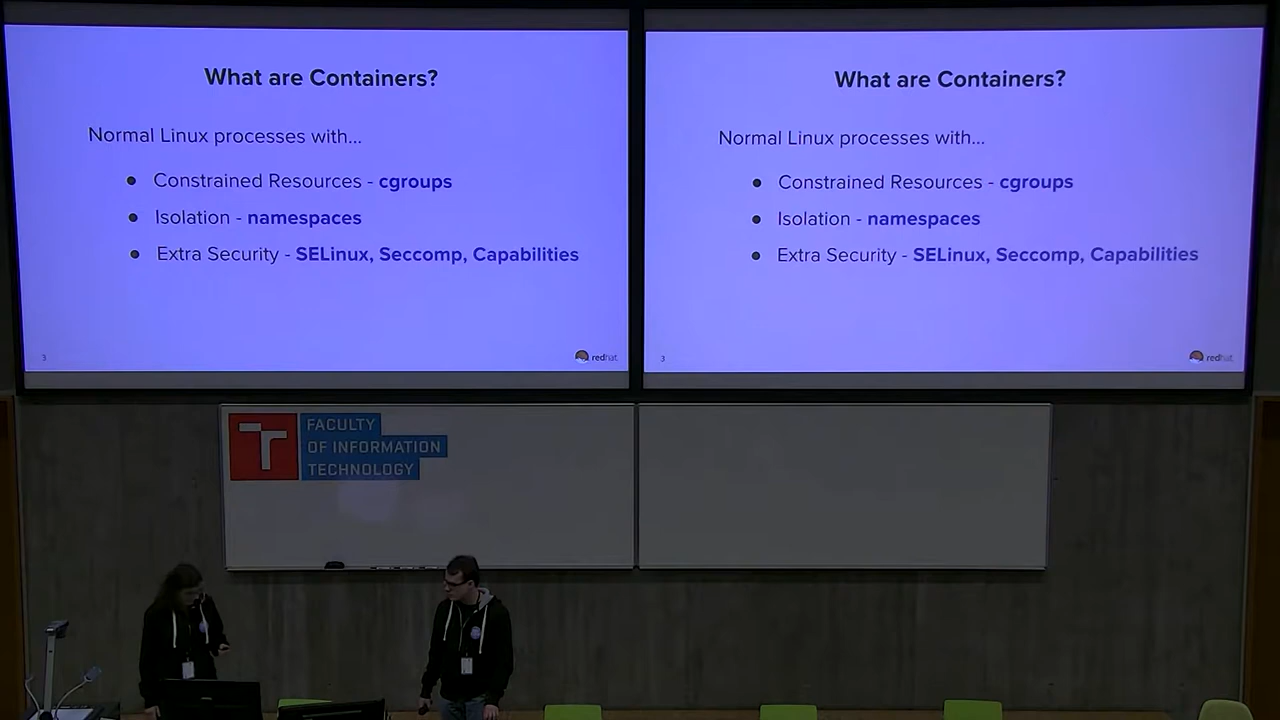 What are Containers?
Normal Linux processes with...
● Constrained Resources - cgroups
● Isolation - namespaces
● Extra Security - SELinux, Seccomp, Capabilities
3
redhat
What are Containers?
Normal Linux processes with...
● Constrained Resources - cgroups
● Isolation - namespaces
● Extra Security - SELinux, Seccomp, Capabilities
3
redhat
T
FACULTY
OF INFORMATION
TECHNOLOGY